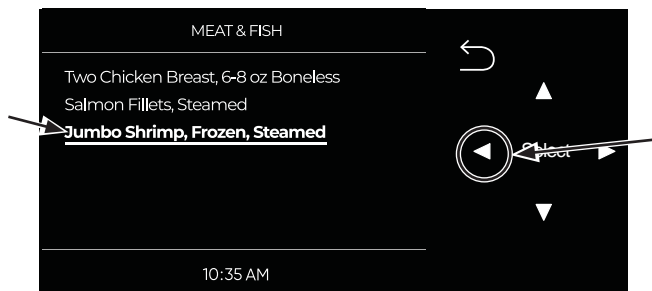 MEAT & FISH
Two Chicken Breast, 6-8 oz Boneless
Salmon Fillets, Steamed
Jumbo Shrimp, Frozen, Steamed
Select
10:35 AM